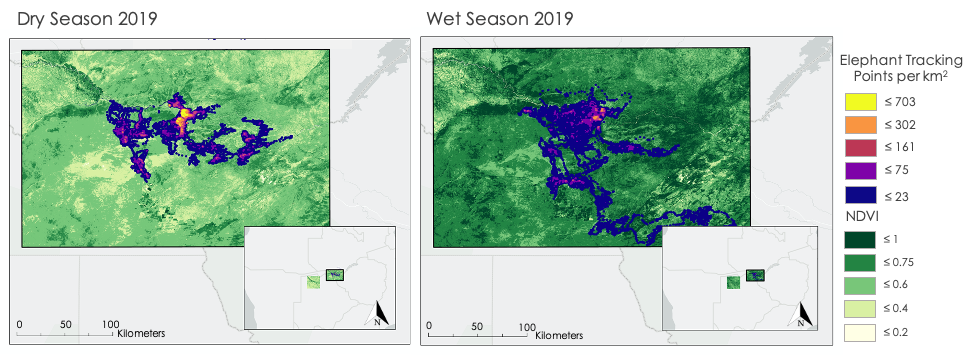 Dry Season 2019
Wet Season 2019
Elephant Tracking
Points per km²
≤ 703
≤ 302
≤ 161
≤ 75
≤ 23
NDVI
≤ 1
≤ 0.75
≤ 0.6
≤ 0.4
≤ 0.2
0 50 100
Kilometers
N
0 50 100
Kilometers
N